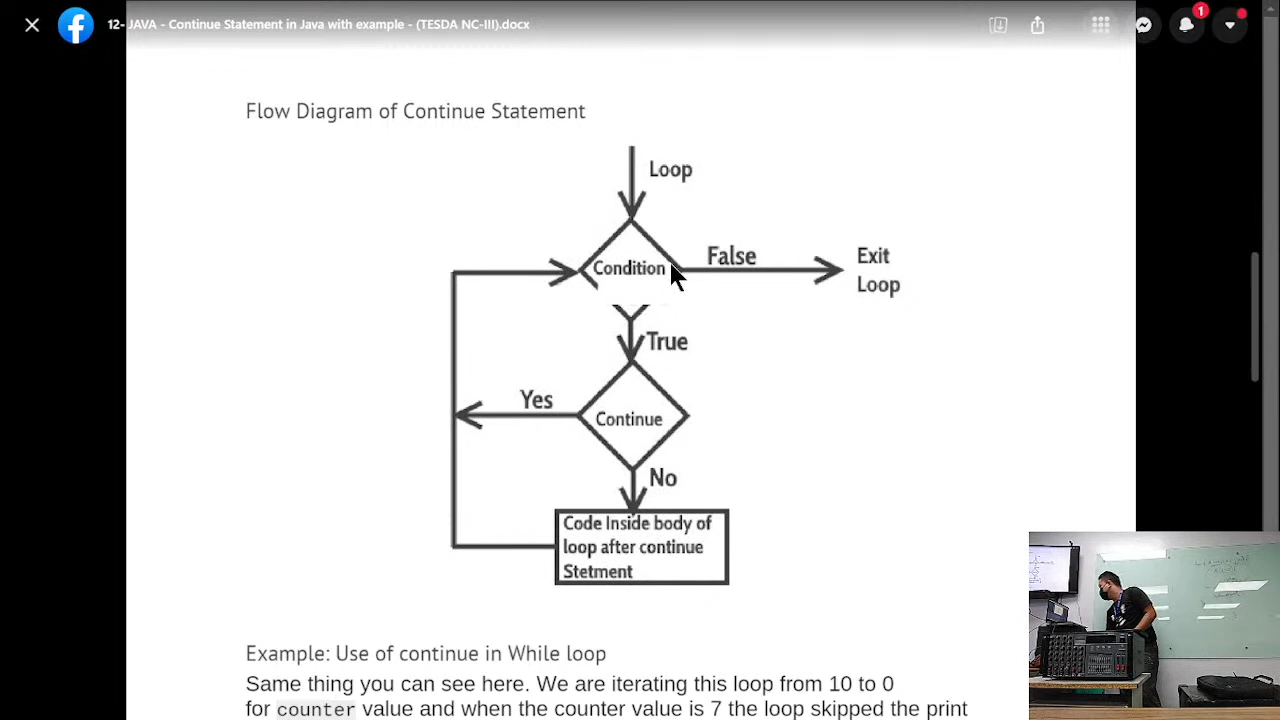 12- JAVA - Continue Statement in Java with example - (TESDA NC-III).docx
1
Flow Diagram of Continue Statement
Loop
Condition
False
Exit
Loop
True
Yes
Continue
No
Code Inside body of
loop after continue
Stetment
Example: Use of continue in While loop
Same thing you can see here. We are iterating this loop from 10 to 0
for counter value and when the counter value is 7 the loop skipped the print